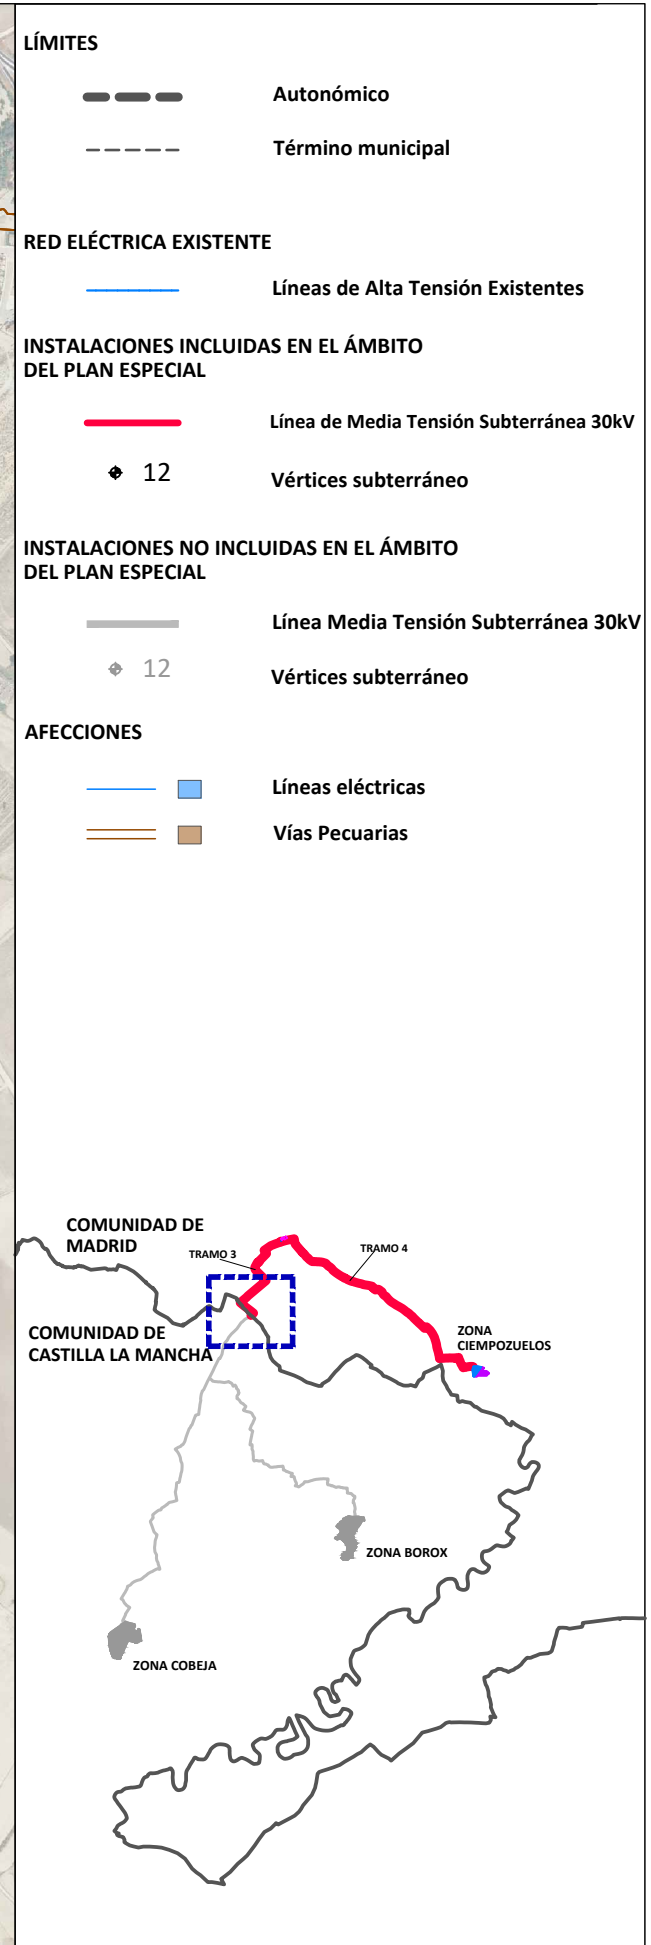 LÍMITES
Autonómico
Término municipal
RED ELÉCTRICA EXISTENTE
Líneas de Alta Tensión Existentes
INSTALACIONES INCLUIDAS EN EL ÁMBITO
DEL PLAN ESPECIAL
Línea de Media Tensión Subterránea 30kV
12
Vértices subterráneo
INSTALACIONES NO INCLUIDAS EN EL ÁMBITO
DEL PLAN ESPECIAL
Línea Media Tensión Subterránea 30kV
12
Vértices subterráneo
AFECCIONES
Líneas eléctricas
Vías Pecuarias
COMUNIDAD DE
MADRID
TRAMO 3
TRAMO 4
COMUNIDAD DE
CASTILLA LA MANCHA
ZONA
CIEMPOZUELOS
ZONA BOROX
ZONA COBEJA